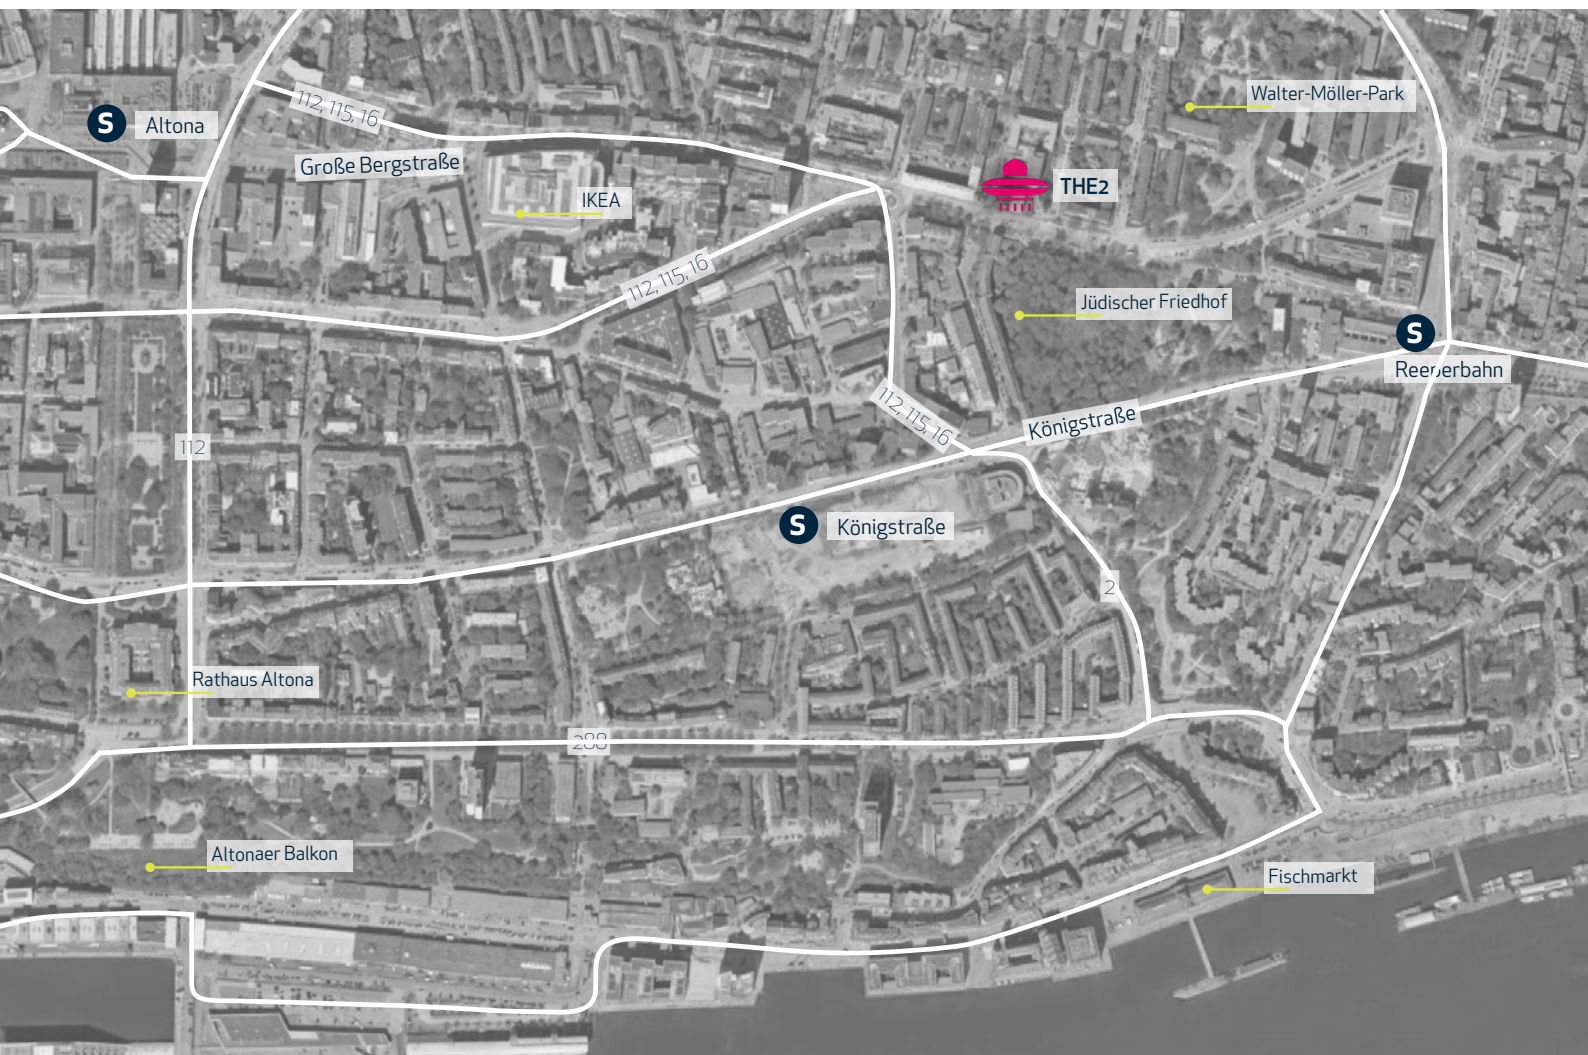 Walter-Möller-Park
112, 115, 16
S Altona
Große Bergstraße
THE2
IKEA
112, 115, 16
Jüdischer Friedhof
S
Reeperbahn
112, 115, 16
Königstraße
112
S Königstraße
2
Rathaus Altona
288
Altonaer Balkon
Fischmarkt